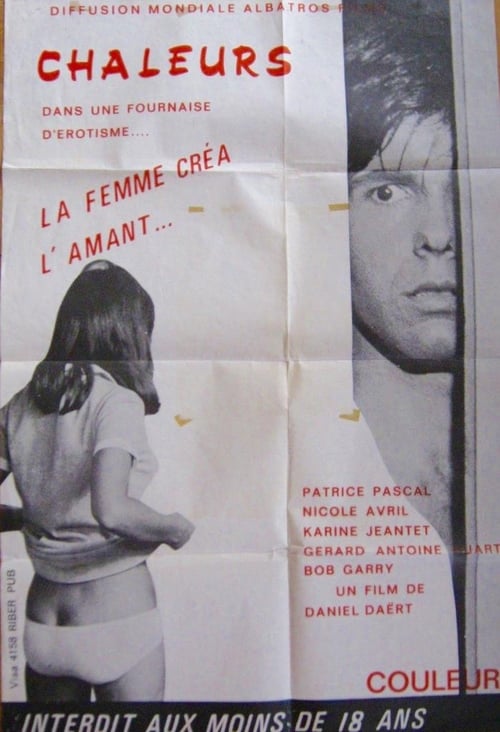 DIFFUSION MONDIALE ALBATROS FILMS
CHALEURS
DANS UNE FOURNAISE
D'EROTISME....
LA FEMME CRÉA
L'AMANT...
PATRICE PASCAL
NICOLE AVRIL
KARINE JEANTET
GERARD ANTOINE HUART
BOB GARRY
UN FILM DE
DANIEL DAËRT
Visa 4158 RIBER PUB
COULEUR
INTERDIT AUX MOINS DE 18 ANS